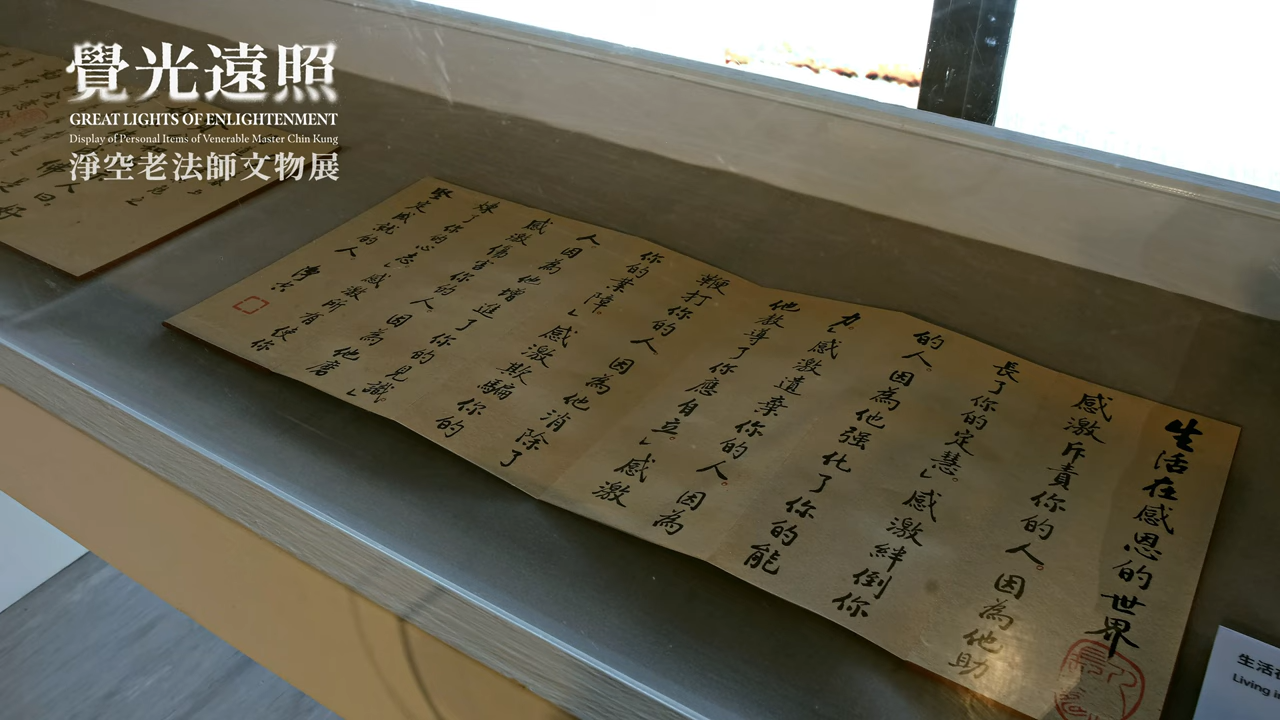 覺光遠照
GREAT LIGHTS OF ENLIGHTENMENT
Display of Personal Items of Venerable Master Chin Kung
淨空老法師文物展
生活在感恩的世界
感激斥責你的人。因為他助
長了你的定慧。感激絆倒你
的人因為他强化了你的能
力 感激遺棄你的人。因為
他教導了你應自立。感激
鞭打你的人 因為他消除了
你的業障。感激欺騙你的
人因為他增進了你的見識
感激傷害你的人 因為他磨
煉了你的心志 感激所有使你
堅定成就的人 淨空
生活
Living